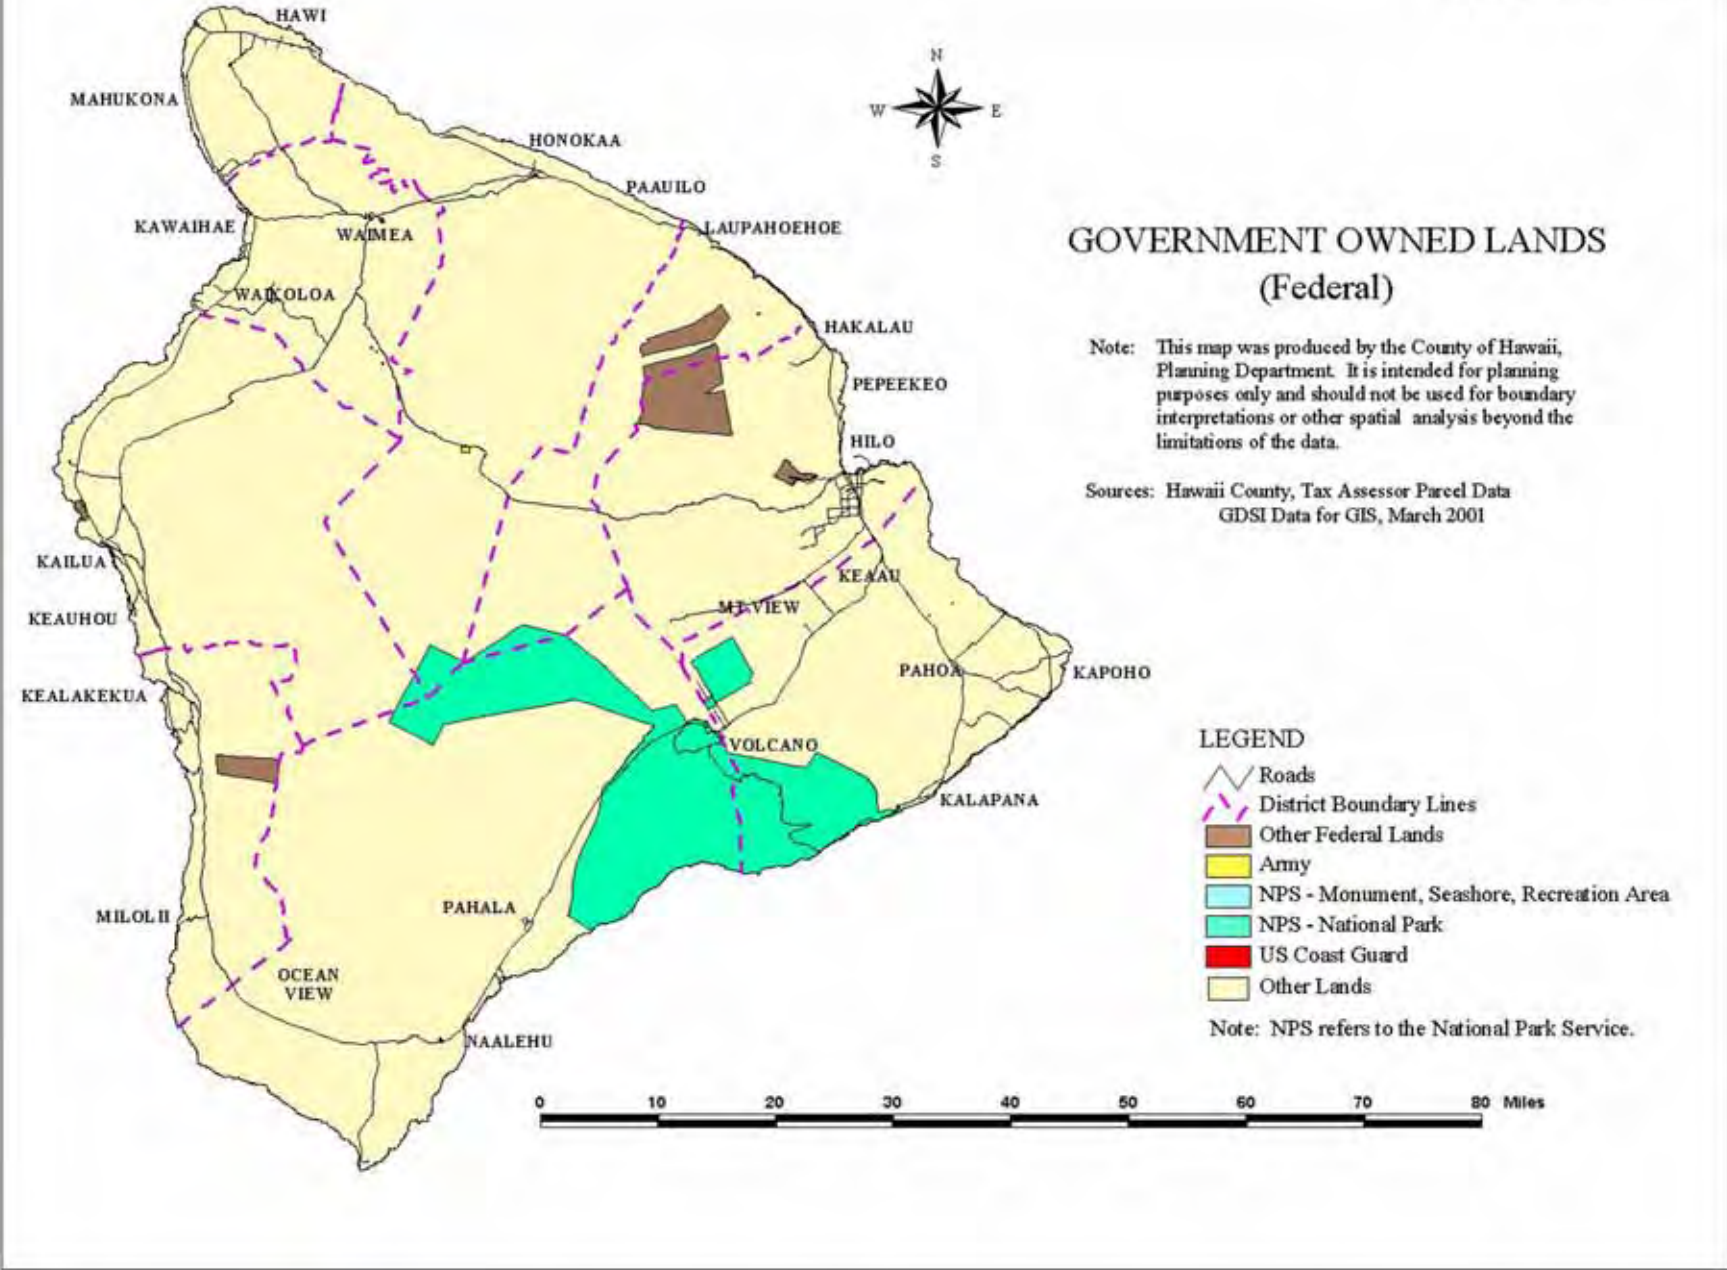 HAWI
MAHUKONA
HONOKAA
PAAUILO
KAWAIHAE
WAIMEA
LAUPAHOEHOE
WAIKOLOA
HAKALAU
PEPEEKEO
HILO
KAILUA
KEAAU
KEAUHOU
MT VIEW
KEALAKEKUA
PAHOA
KAPOHO
VOLCANO
KALAPANA
MILOLII
PAHALA
OCEAN
VIEW
NAALEHU
N
W
E
S
GOVERNMENT OWNED LANDS
(Federal)
Note: This map was produced by the County of Hawaii,
Planning Department. It is intended for planning
purposes only and should not be used for boundary
interpretations or other spatial analysis beyond the
limitations of the data.
Sources: Hawaii County, Tax Assessor Parcel Data
GDSI Data for GIS, March 2001
LEGEND
Roads
District Boundary Lines
Other Federal Lands
Army
NPS - Monument, Seashore, Recreation Area
NPS - National Park
US Coast Guard
Other Lands
Note: NPS refers to the National Park Service.
0 10 20 30 40 50 60 70 80 Miles